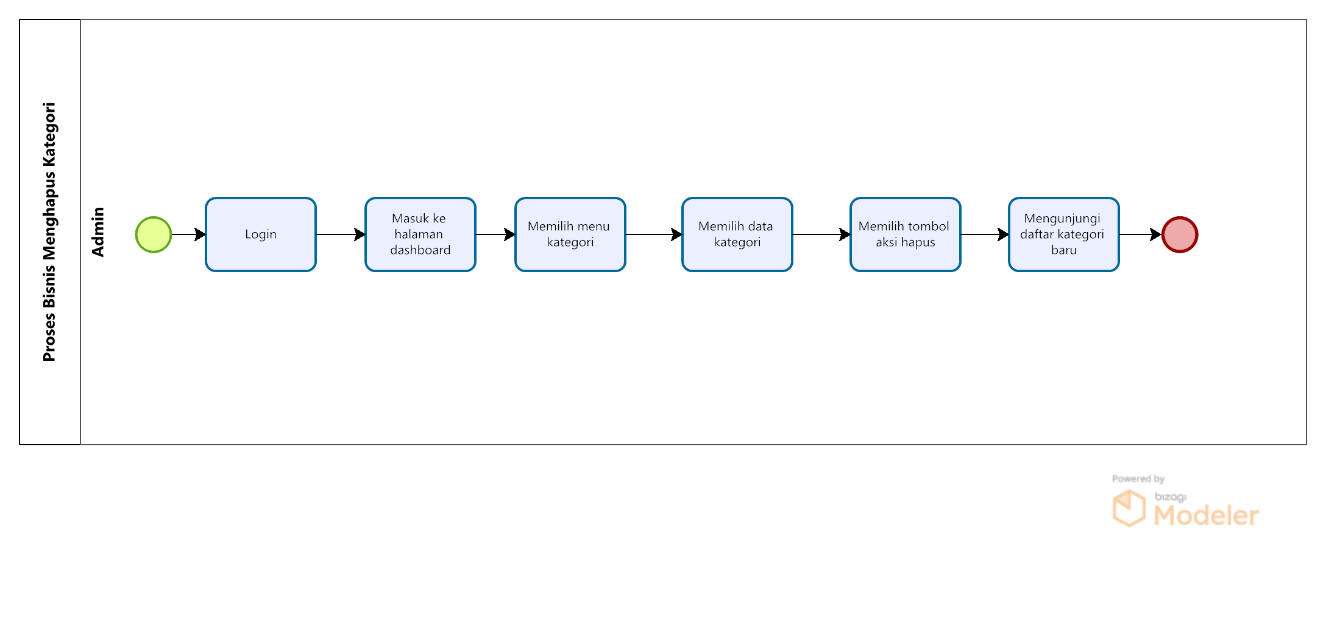 Proses Bisnis Menghapus Kategori
Admin
Login
Masuk ke
halaman
dashboard
Memilih menu
kategori
Memilih data
kategori
Memilih tombol
aksi hapus
Mengunjungi
daftar kategori
baru
Powered by
bizagi
Modeler